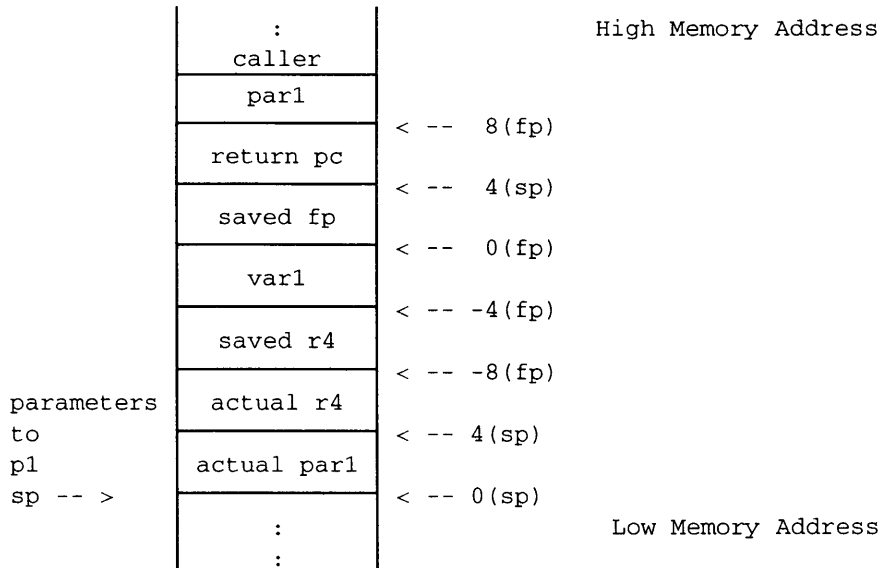 : High Memory Address
caller
par1
< -- 8(fp)
return pc
< -- 4(sp)
saved fp
< -- 0(fp)
var1
< -- -4(fp)
saved r4
< -- -8(fp)
parameters actual r4
to < -- 4(sp)
p1 actual par1
sp -- > < -- 0(sp)
: Low Memory Address
: